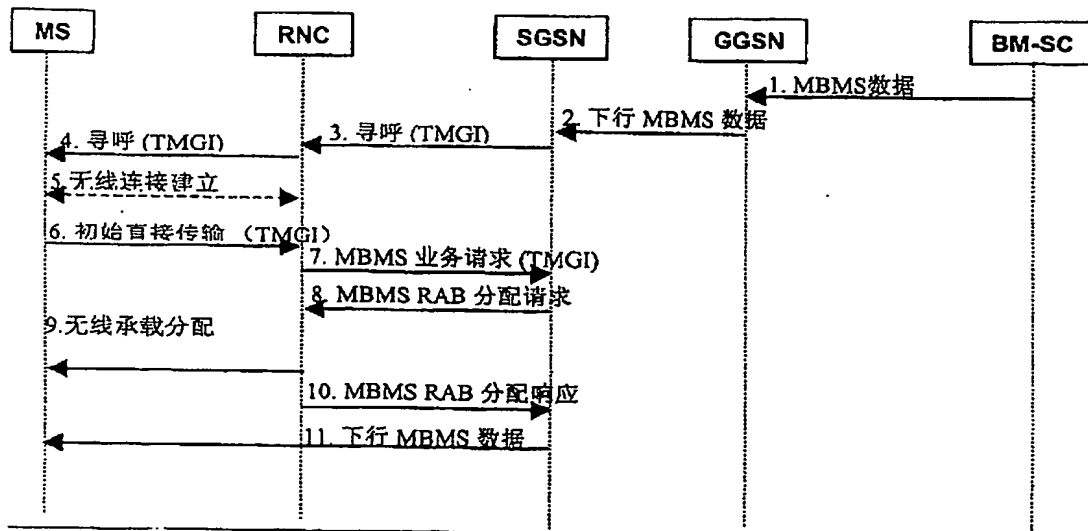 MS
RNC
SGSN
GGSN
BM-SC
1. MBMS数据
2. 下行 MBMS 数据
3. 寻呼 (TMGI)
4. 寻呼 (TMGI)
5.无线连接建立
6. 初始直接传输 （TMGI）
7. MBMS 业务请求 (TMGI)
8. MBMS RAB 分配请求
9.无线承载分配
10. MBMS RAB 分配响应
11. 下行 MBMS 数据